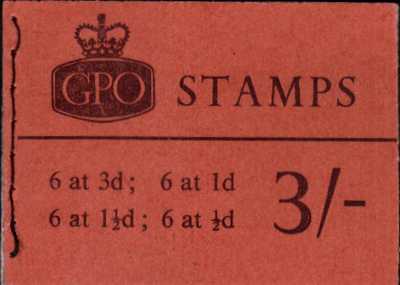 GPO STAMPS
6 at 3d; 6 at 1d
6 at 1½d; 6 at ½d
3/-